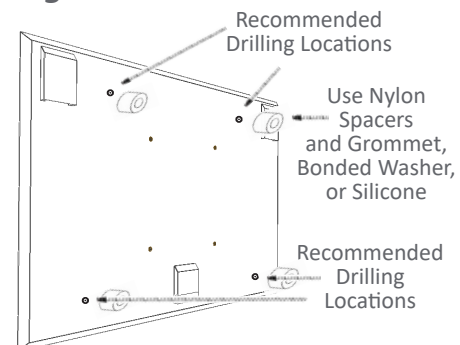 Recommended
Drilling Locations
Use Nylon
Spacers
and Grommet,
Bonded Washer,
or Silicone
Recommended
Drilling
Locations